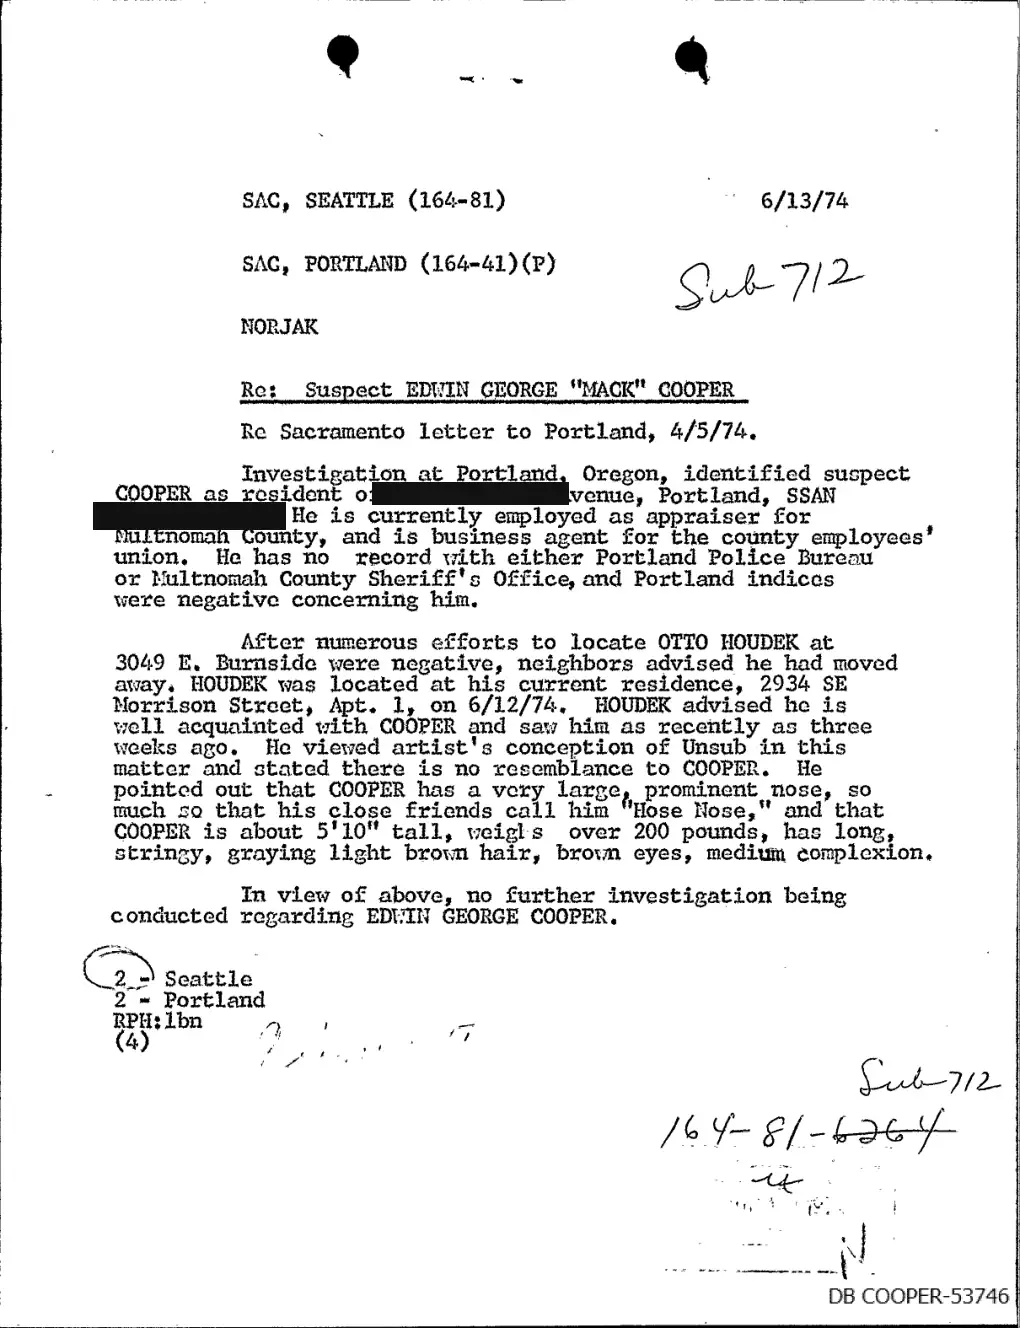 SAC, SEATTLE (164-81) 6/13/74
SAC, PORTLAND (164-41)(P)
Sub 712
NORJAK
Re: Suspect EDWIN GEORGE "MACK" COOPER
Re Sacramento letter to Portland, 4/5/74.
Investigation at Portland, Oregon, identified suspect
COOPER as resident o venue, Portland, SSAN
He is currently employed as appraiser for
Multnomah County, and is business agent for the county employees'
union. He has no record with either Portland Police Bureau
or Multnomah County Sheriff's Office, and Portland indices
were negative concerning him.
After numerous efforts to locate OTTO HOUDEK at
3049 E. Burnside were negative, neighbors advised he had moved
away. HOUDEK was located at his current residence, 2934 SE
Morrison Street, Apt. 1, on 6/12/74. HOUDEK advised he is
well acquainted with COOPER and saw him as recently as three
weeks ago. He viewed artist's conception of Unsub in this
matter and stated there is no resemblance to COOPER. He
pointed out that COOPER has a very large, prominent nose, so
much so that his close friends call him "Hose Nose," and that
COOPER is about 5'10" tall, weighs over 200 pounds, has long,
stringy, graying light brown hair, brown eyes, medium complexion.
In view of above, no further investigation being
conducted regarding EDWIN GEORGE COOPER.
2 - Seattle
2 - Portland
RPH:lbn
(4)
Sub 712
164-81-6264
DB COOPER-53746